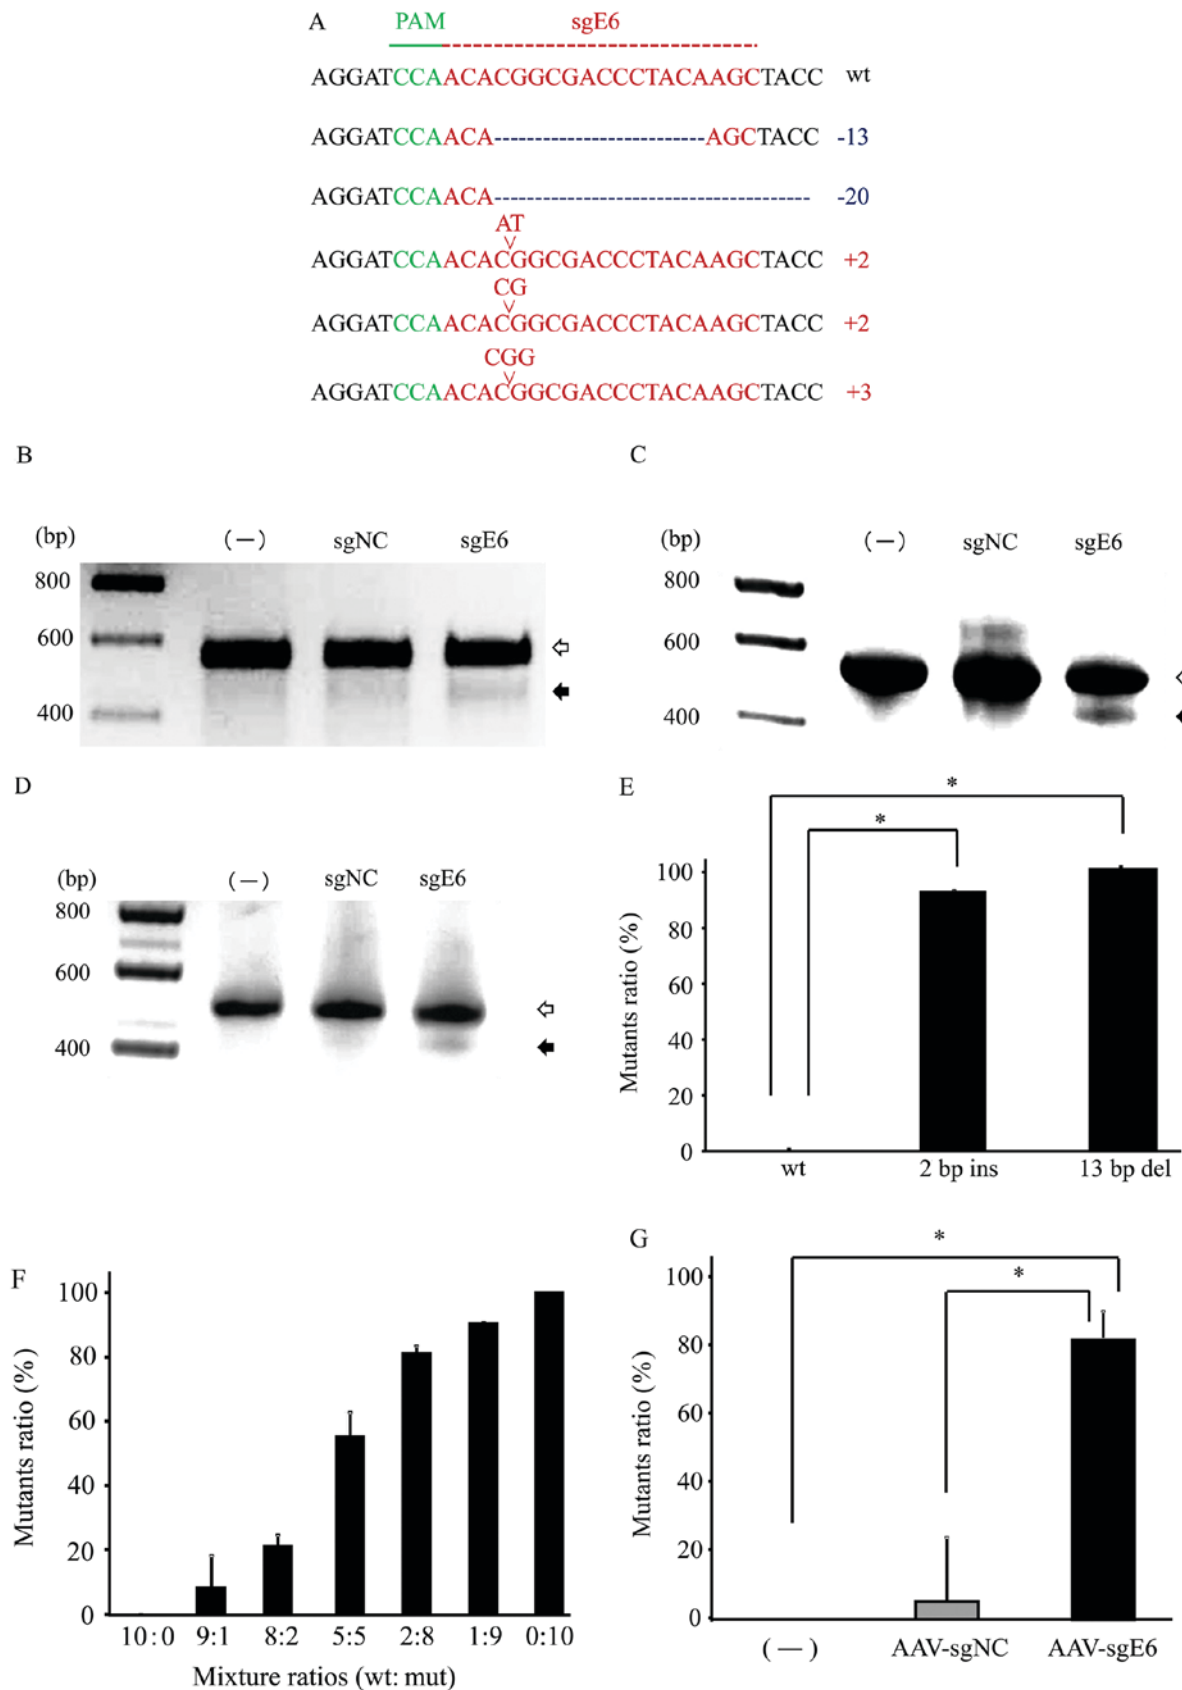 A
PAM sgE6
AGGATCCAACACGGCGACCCTACAAGCTACC wt
AGGATCCAACA-------------AGCTACC -13
AGGATCCAACA-------------------- -20
AT
AGGATCCAACACGGCGACCCTACAAGCTACC +2
CG
AGGATCCAACACGGCGACCCTACAAGCTACC +2
CGG
AGGATCCAACACGGCGACCCTACAAGCTACC +3
B
(bp) (—) sgNC sgE6
800
600
400
C
(bp) (—) sgNC sgE6
800
600
400
D
(bp) (—) sgNC sgE6
800
600
400
E
* 
*
Mutants ratio (%)
100
80
60
40
20
0
wt 2 bp ins 13 bp del
F
Mutants ratio (%)
100
80
60
40
20
0
10:0 9:1 8:2 5:5 2:8 1:9 0:10
Mixture ratios (wt: mut)
G
*
*
Mutants ratio (%)
100
80
60
40
20
0
(—) AAV-sgNC AAV-sgE6